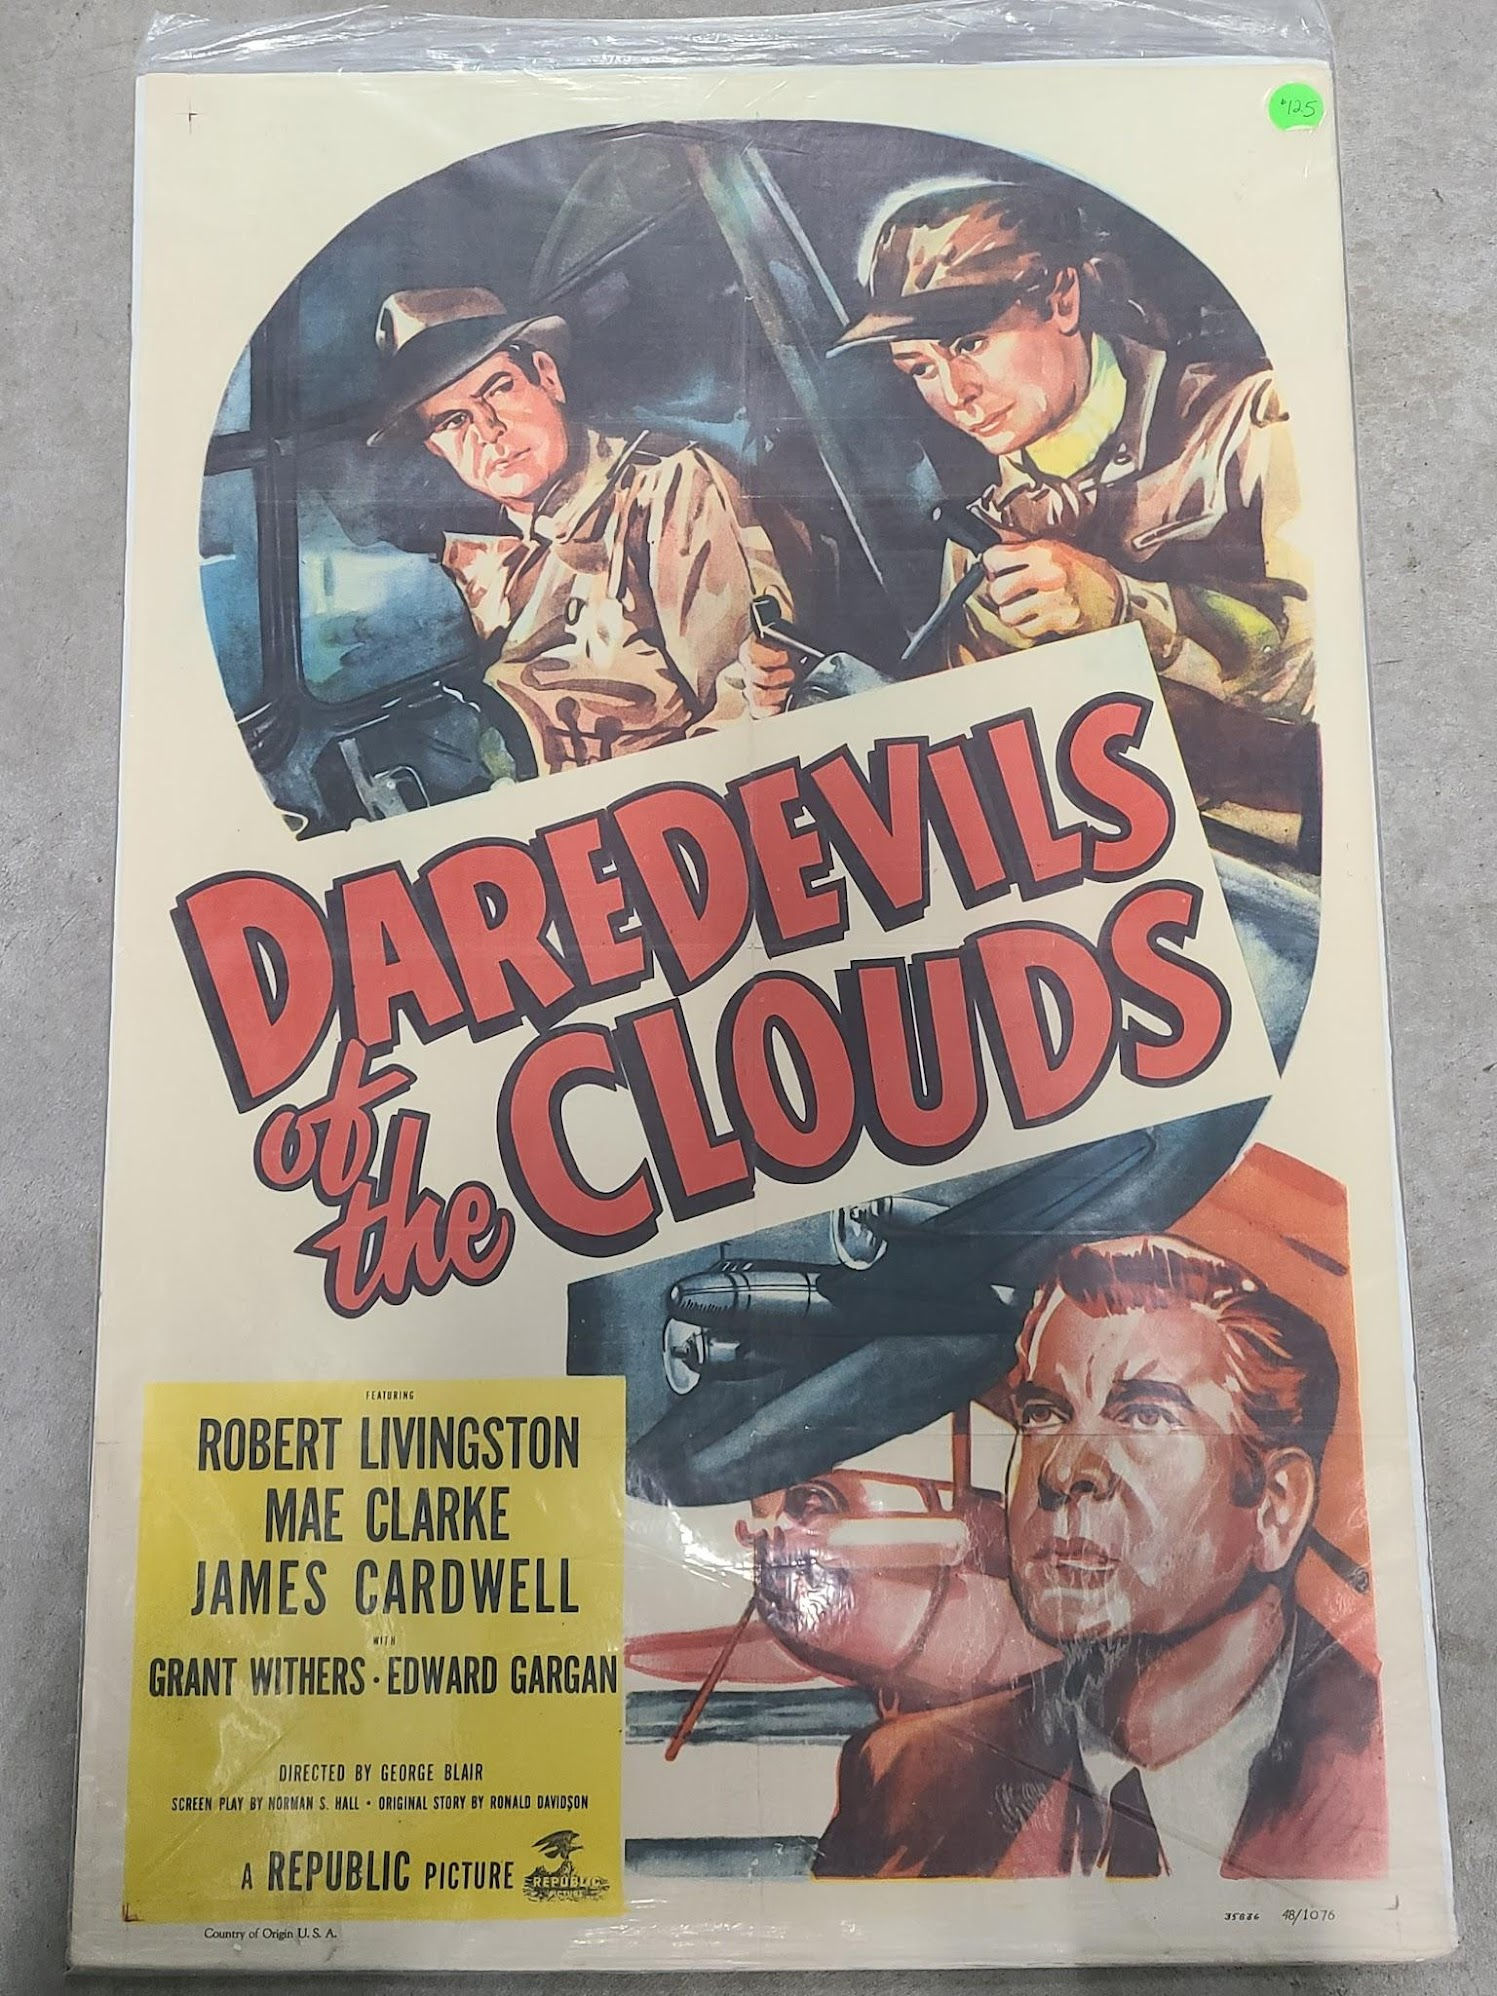 $125
DAREDEVILS
of
the CLOUDS
FEATURING
ROBERT LIVINGSTON
MAE CLARKE
JAMES CARDWELL
WITH
GRANT WITHERS · EDWARD GARGAN
DIRECTED BY GEORGE BLAIR
SCREEN PLAY BY NORMAN S. HALL • ORIGINAL STORY BY RONALD DAVIDSON
A REPUBLIC PICTURE
REPUBLIC
Country of Origin U. S. A.
35836 48/1076